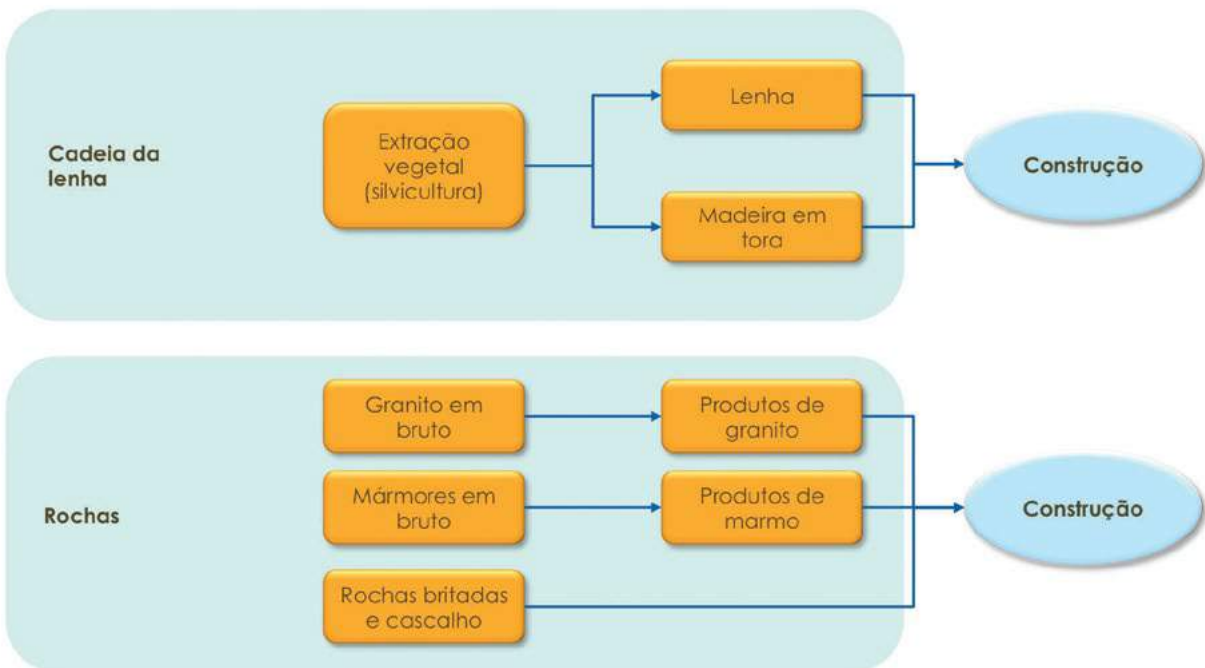 Cadeia da
lenha
Extração
vegetal
(silvicultura)
Lenha
Madeira em
tora
Construção
Rochas
Granito em
bruto
Produtos de
granito
Mármores em
bruto
Produtos de
marmo
Rochas britadas
e cascalho
Construção